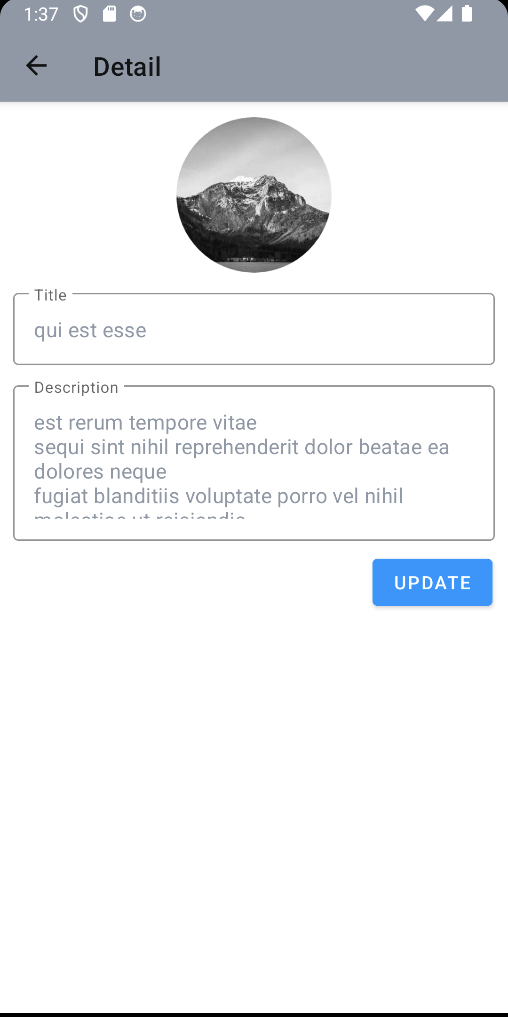 1:37
Detail
Title
qui est esse
Description
est rerum tempore vitae
sequi sint nihil reprehenderit dolor beatae ea
dolores neque
fugiat blanditiis voluptate porro vel nihil
UPDATE